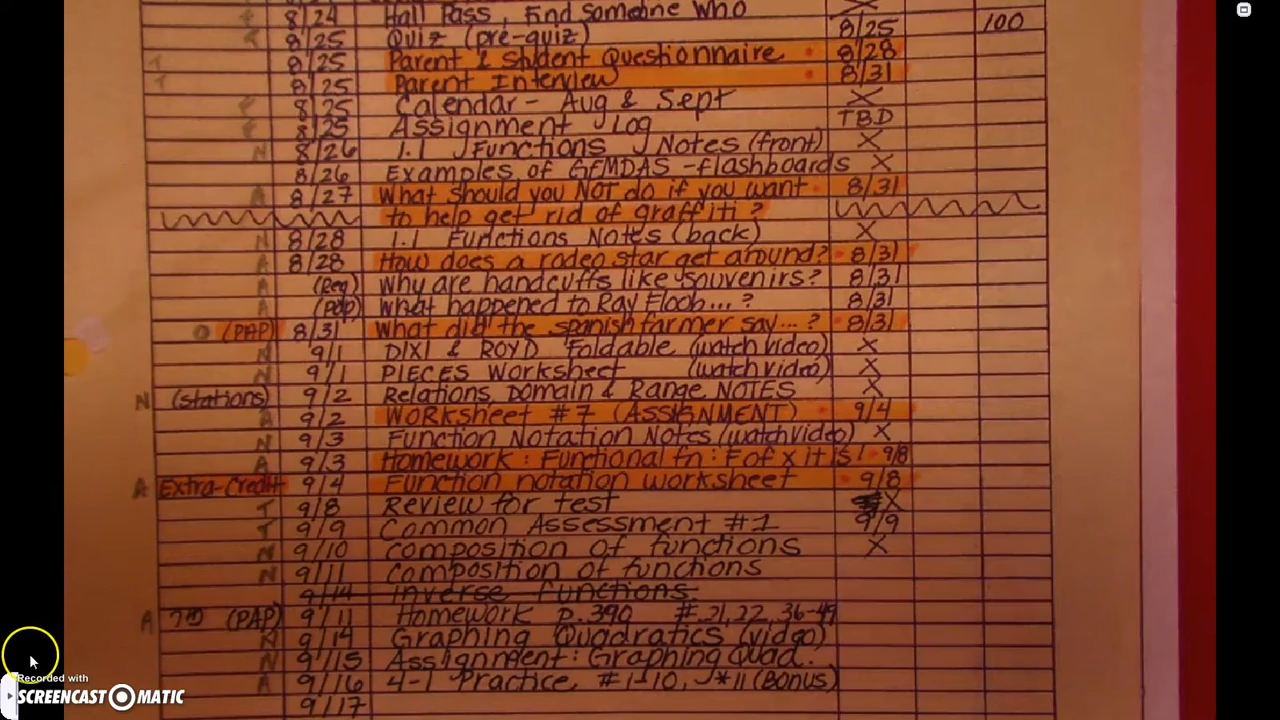 T 8/24 Hall Pass, Find someone who X
T 8/25 Quiz (pre-quiz) 8/25 100
T 8/25 Parent & Student Questionnaire 8/28
T 8/25 Parent Interview 8/31
T 8/25 Calendar - Aug & Sept X
T 8/25 Assignment Log TBD
N 8/26 1.1 Functions Notes (front) X
8/26 Examples of GEMDAS - flashboards X
A 8/27 What should you NOT do if you want 8/31
to help get rid of graffiti?
N 8/28 1.1 Functions Notes (back) X
A 8/28 How does a rodeo star get around? 8/31
A (Reg) Why are handcuffs like souvenirs? 8/31
A (Pap) What happened to Ray Floob...? 8/31
(PAP) 8/31 What did the spanish farmer say...? 8/31
N 9/1 DIXI & ROYD Foldable (watch video) X
N 9/1 PIECES Worksheet (watch video) X
N (stations) 9/2 Relations, Domain & Range NOTES X
A 9/2 WORKSHEET #7 (ASSIGNMENT) 9/4
N 9/3 Function Notation Notes (watch video) X
A 9/3 Homework: Functional fn: F of x it is! 9/8
A Extra-Credit 9/4 Function notation worksheet 9/8
T 9/8 Review for test X
T 9/9 Common Assessment #1 9/9
N 9/10 Composition of functions X
N 9/11 Composition of functions
9/14 Inverse Functions
A (PAP) 9/11 Homework p.390 #21,22,36-49
N 9/14 Graphing Quadratics (video)
N 9/15 Assignment: Graphing Quad.
A 9/16 4-1 Practice, #1-10, *11 (Bonus)
9/17
Recorded with
SCREENCAST MATIC